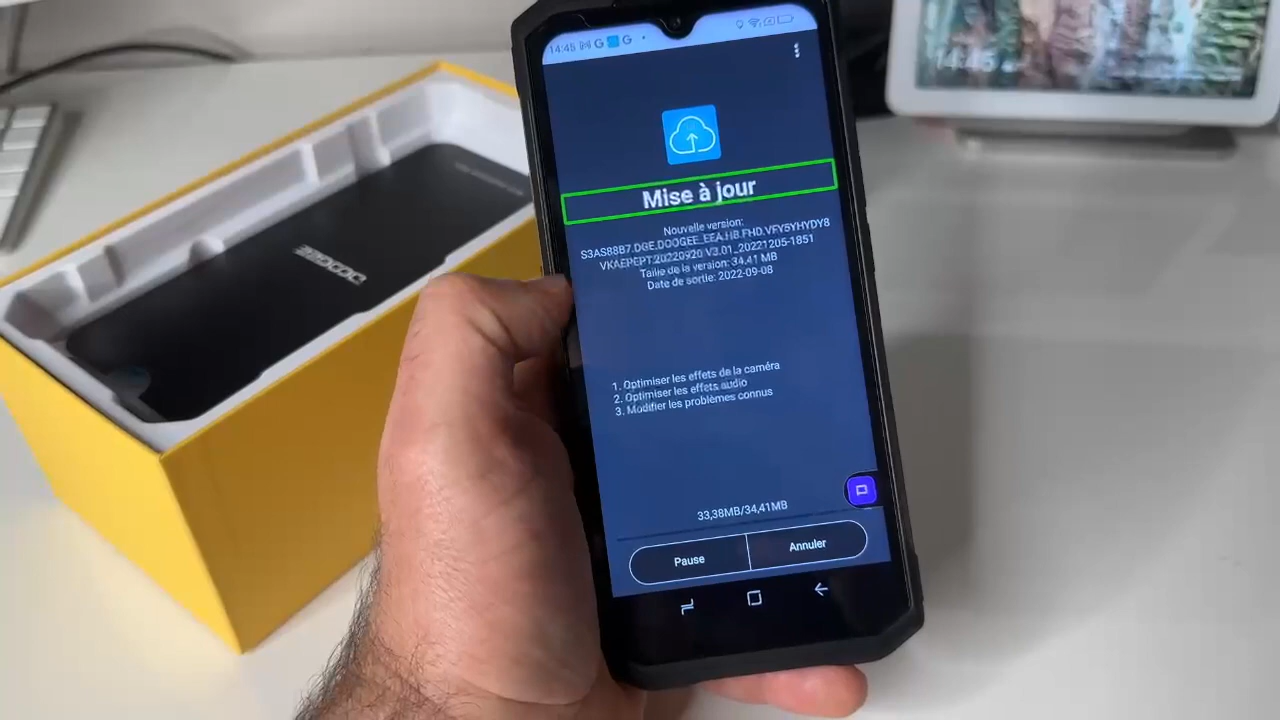 14:45
Mise à jour
Nouvelle version:
S3AS88B7.DGE.DOOGEE_EEA.HB.FHD.VFY5YHYDY8
VKAEPEPT.20220920 V3.01_20221205-1851
Taille de la version: 34,41 MB
Date de sortie: 2022-09-08
1. Optimiser les effets de la caméra
2. Optimiser les effets audio
3. Modifier les problèmes connus
33,38MB/34,41MB
Pause
Annuler
DOOGEE
14:45